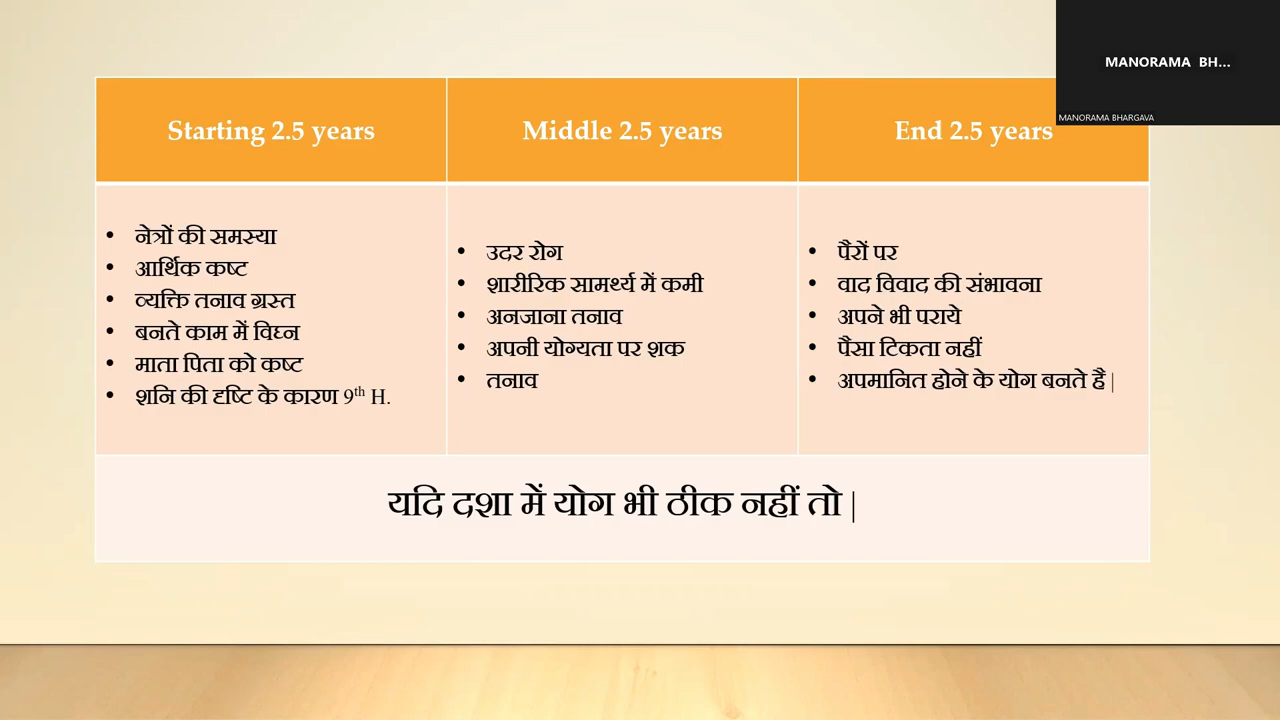 MANORAMA BH...
MANORAMA BHARGAVA
Starting 2.5 years
Middle 2.5 years
End 2.5 years
• नेत्रों की समस्या
• आर्थिक कष्ट
• व्यक्ति तनाव ग्रस्त
• बनते काम में विघ्न
• माता पिता को कष्ट
• शनि की दृष्टि के कारण 9th H.
• उदर रोग
• शारीरिक सामर्थ्य में कमी
• अनजाना तनाव
• अपनी योग्यता पर शक
• तनाव
• पैरों पर
• वाद विवाद की संभावना
• अपने भी पराये
• पैसा टिकता नहीं
• अपमानित होने के योग बनते है |
यदि दशा में योग भी ठीक नहीं तो |